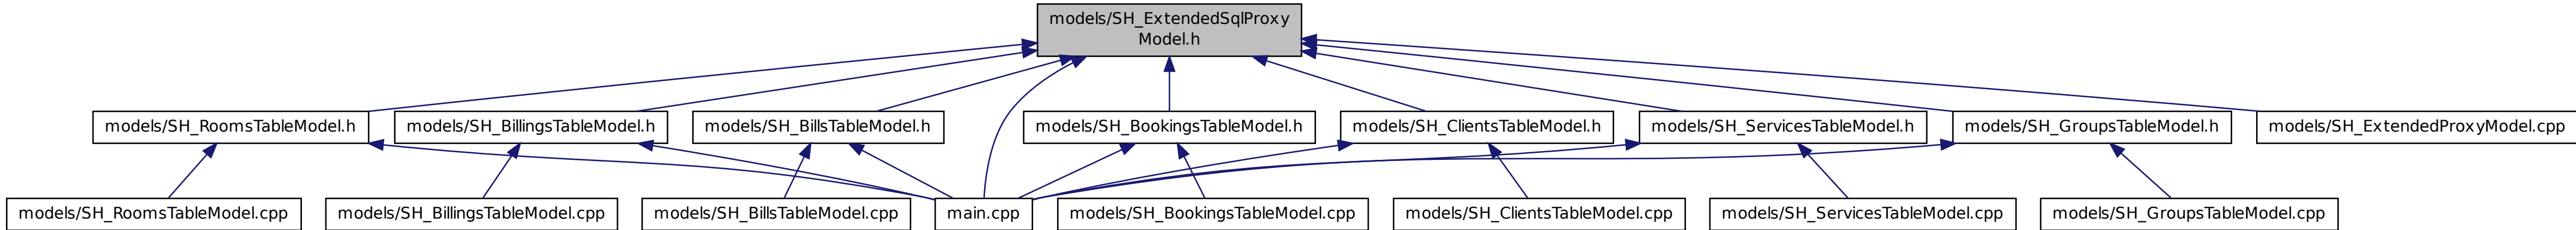 models/SH_ExtendedSqlProxy
Model.h
models/SH_RoomsTableModel.h
models/SH_BillingsTableModel.h
models/SH_BillsTableModel.h
models/SH_BookingsTableModel.h
models/SH_ClientsTableModel.h
models/SH_ServicesTableModel.h
models/SH_GroupsTableModel.h
models/SH_ExtendedProxyModel.cpp
models/SH_RoomsTableModel.cpp
models/SH_BillingsTableModel.cpp
models/SH_BillsTableModel.cpp
main.cpp
models/SH_BookingsTableModel.cpp
models/SH_ClientsTableModel.cpp
models/SH_ServicesTableModel.cpp
models/SH_GroupsTableModel.cpp